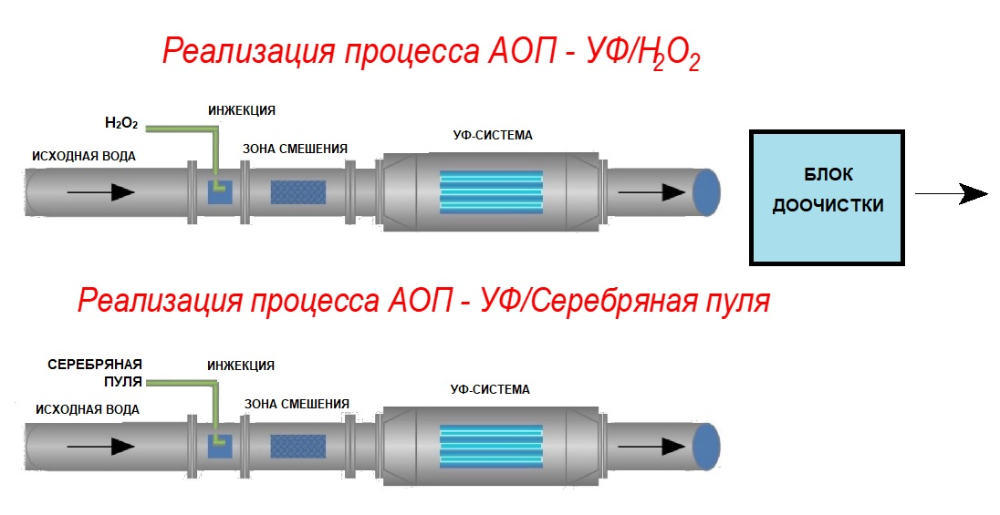 Реализация процесса АОП - УФ/H₂O₂
H₂O₂
ИНЖЕКЦИЯ
ИСХОДНАЯ ВОДА
ЗОНА СМЕШЕНИЯ
УФ-СИСТЕМА
БЛОК
ДООЧИСТКИ
Реализация процесса АОП - УФ/Серебряная пуля
СЕРЕБРЯНАЯ
ПУЛЯ
ИНЖЕКЦИЯ
ИСХОДНАЯ ВОДА
ЗОНА СМЕШЕНИЯ
УФ-СИСТЕМА